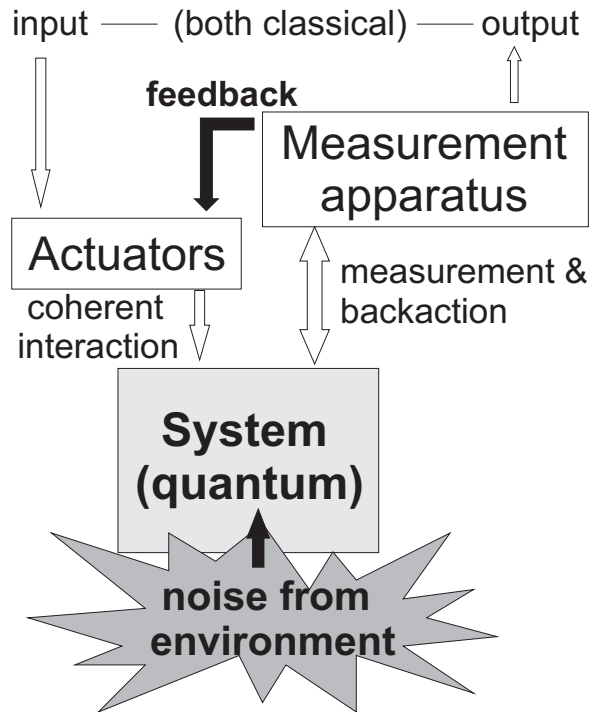 input — (both classical) — output
feedback
Measurement
apparatus
Actuators
measurement &
backaction
coherent
interaction
System
(quantum)
noise from
environment